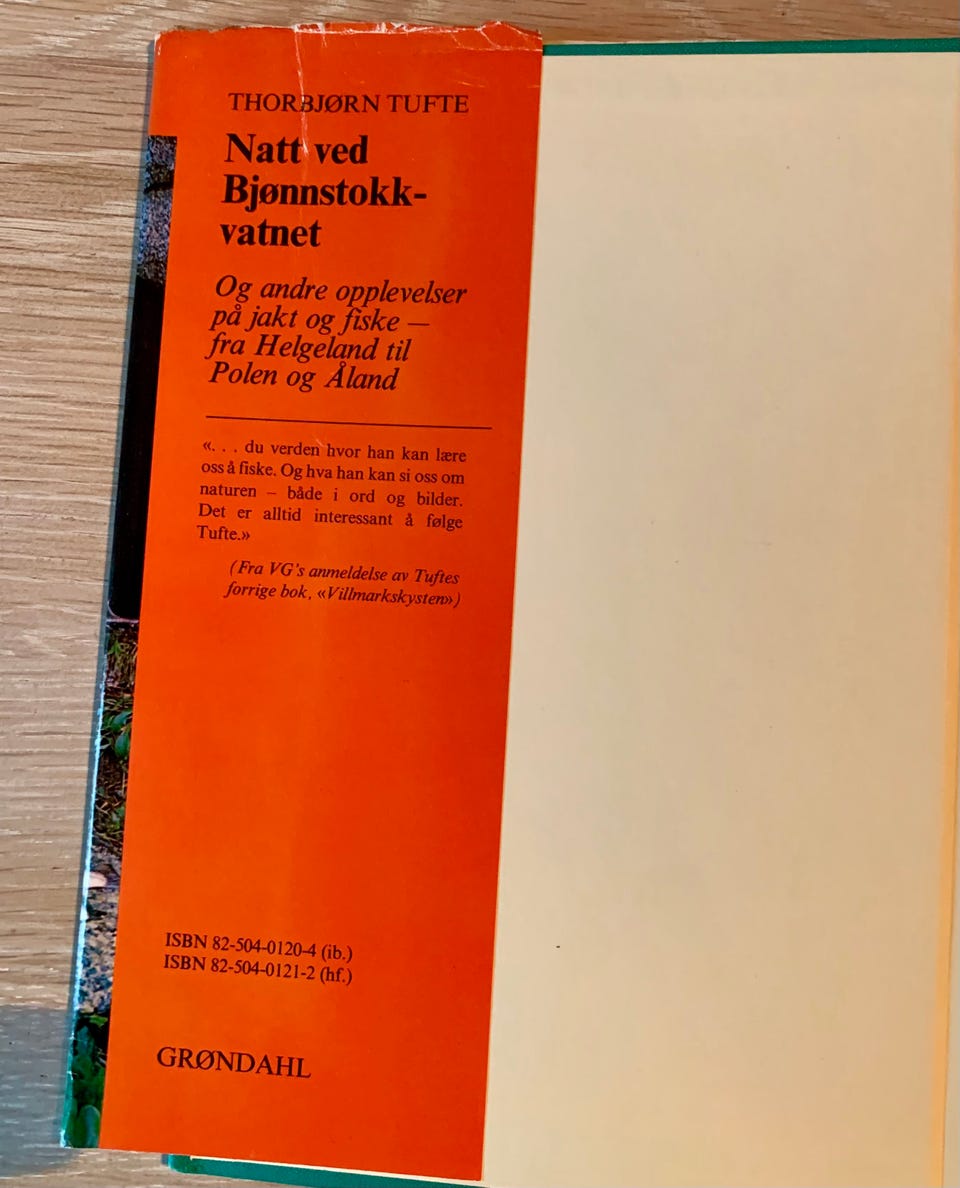 THORBJØRN TUFTE
Natt ved
Bjønnstokk-
vatnet
Og andre opplevelser
på jakt og fiske —
fra Helgeland til
Polen og Åland
«. . . du verden hvor han kan lære
oss å fiske. Og hva han kan si oss om
naturen – både i ord og bilder.
Det er alltid interessant å følge
Tufte.»
(Fra VG's anmeldelse av Tuftes
forrige bok, «Villmarkskysten»)
ISBN 82-504-0120-4 (ib.)
ISBN 82-504-0121-2 (hf.)
GRØNDAHL